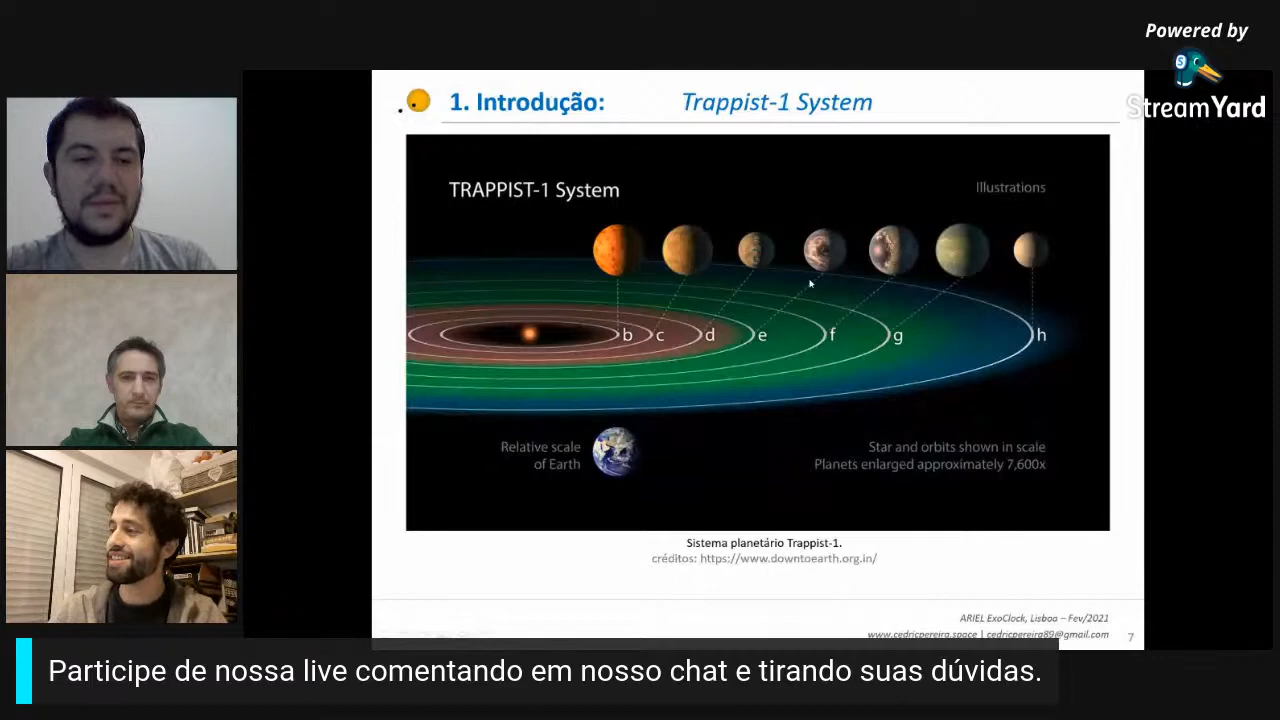 Powered by
StreamYard
1. Introdução: Trappist-1 System
TRAPPIST-1 System
Illustrations
b c d e f g h
Relative scale
of Earth
Star and orbits shown in scale
Planets enlarged approximately 7,600x
Sistema planetário Trappist-1.
créditos: https://www.downtoearth.org.in/
ARIEL ExoClock, Lisboa – Fev/2021
www.cedricpereira.space | cedricpereira89@gmail.com
7
Participe de nossa live comentando em nosso chat e tirando suas dúvidas.